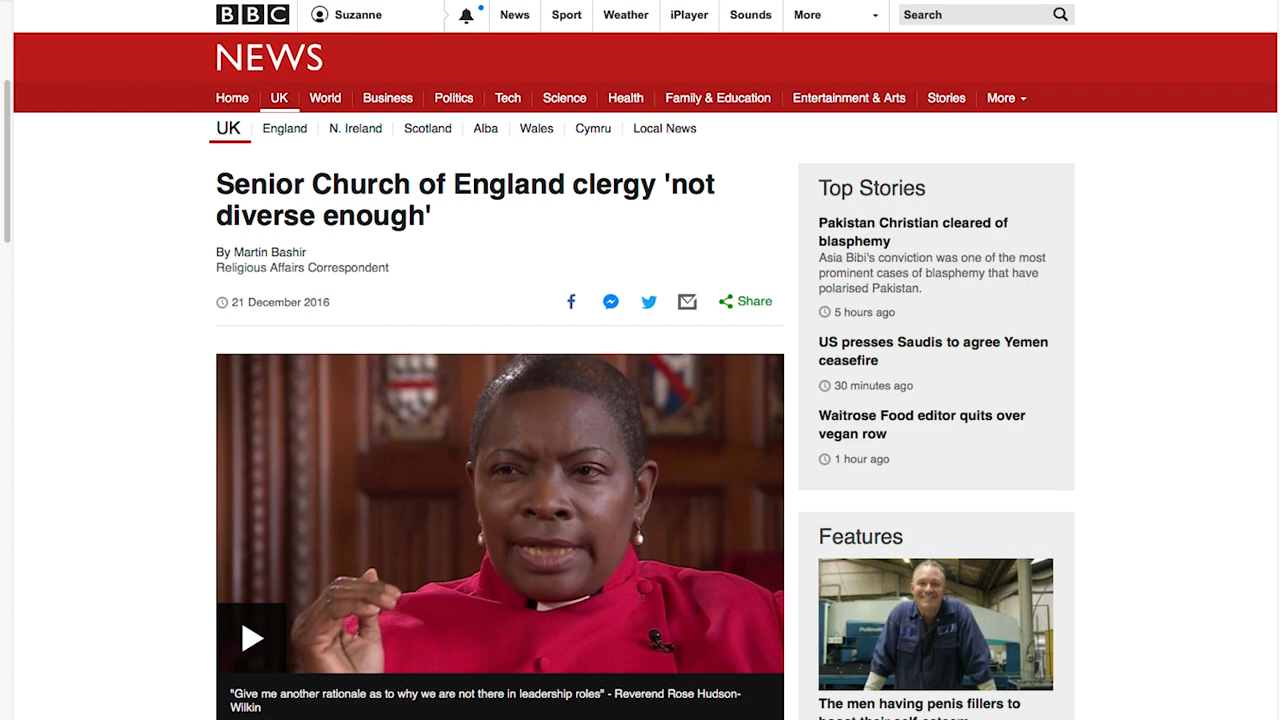 BBC
Suzanne
News
Sport
Weather
iPlayer
Sounds
More
Search
NEWS
Home
UK
World
Business
Politics
Tech
Science
Health
Family & Education
Entertainment & Arts
Stories
More
UK
England
N. Ireland
Scotland
Alba
Wales
Cymru
Local News
Senior Church of England clergy 'not
diverse enough'
By Martin Bashir
Religious Affairs Correspondent
21 December 2016
Share
"Give me another rationale as to why we are not there in leadership roles" - Reverend Rose Hudson-
Wilkin
Top Stories
Pakistan Christian cleared of
blasphemy
Asia Bibi's conviction was one of the most
prominent cases of blasphemy that have
polarised Pakistan.
5 hours ago
US presses Saudis to agree Yemen
ceasefire
30 minutes ago
Waitrose Food editor quits over
vegan row
1 hour ago
Features
The men having penis fillers to
boost their self-esteem